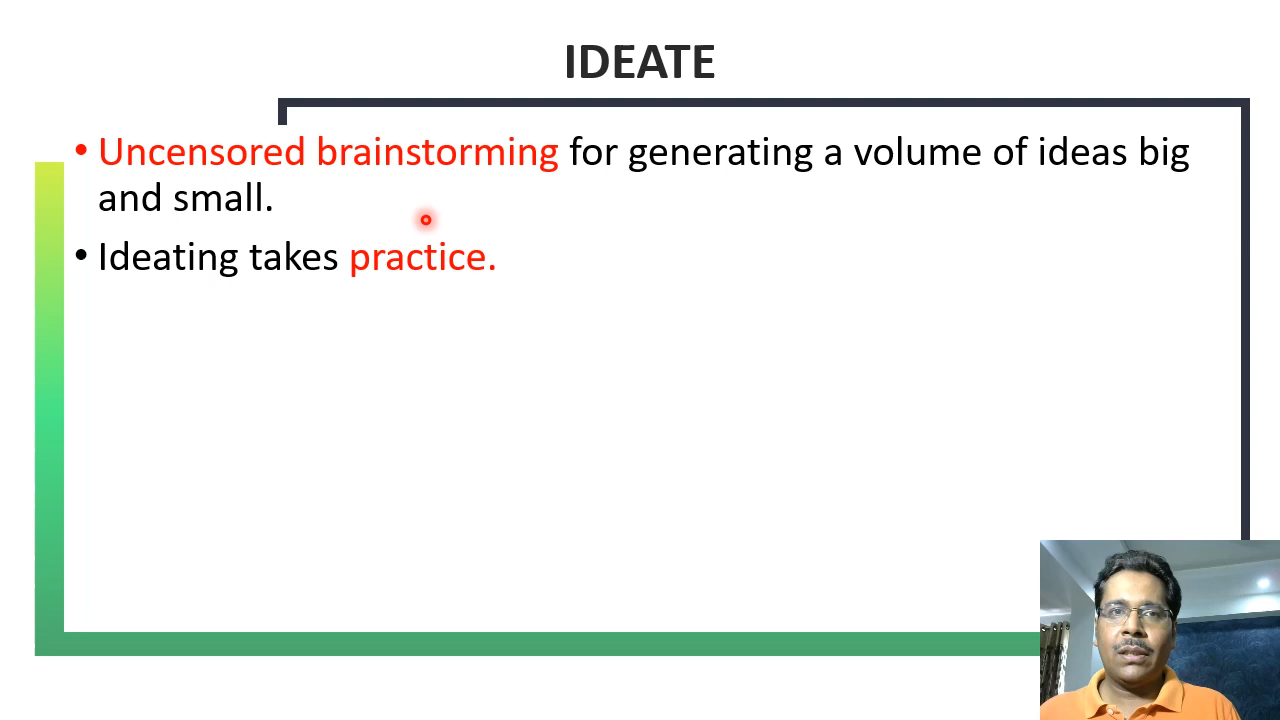 IDEATE
• Uncensored brainstorming for generating a volume of ideas big
and small.
• Ideating takes practice.